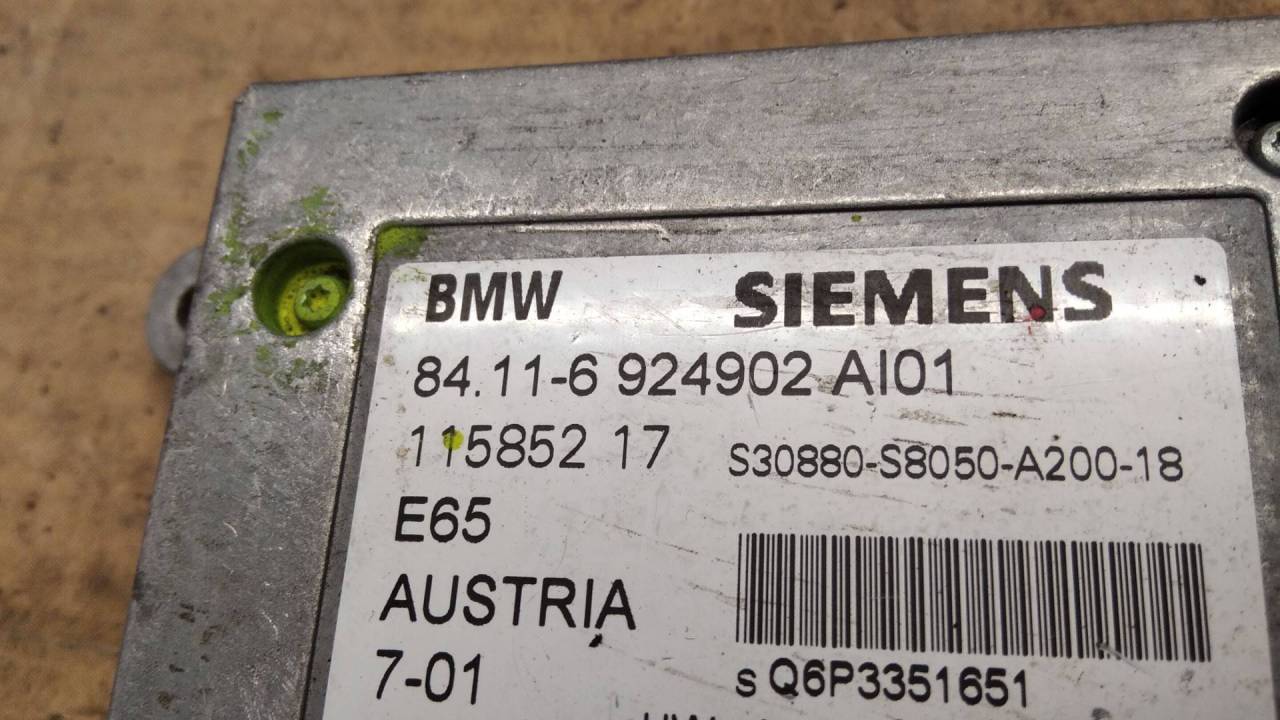 BMW SIEMENS
84.11-6 924902 AI01
115852 17 S30880-S8050-A200-18
E65
AUSTRIA
7-01 s Q6P3351651